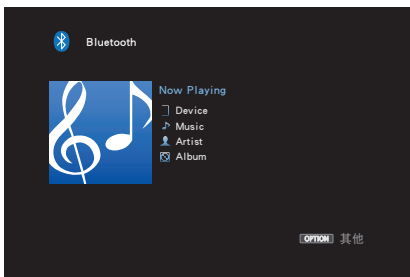 Bluetooth
Now Playing
Device
Music
Artist
Album
OPTION 其他